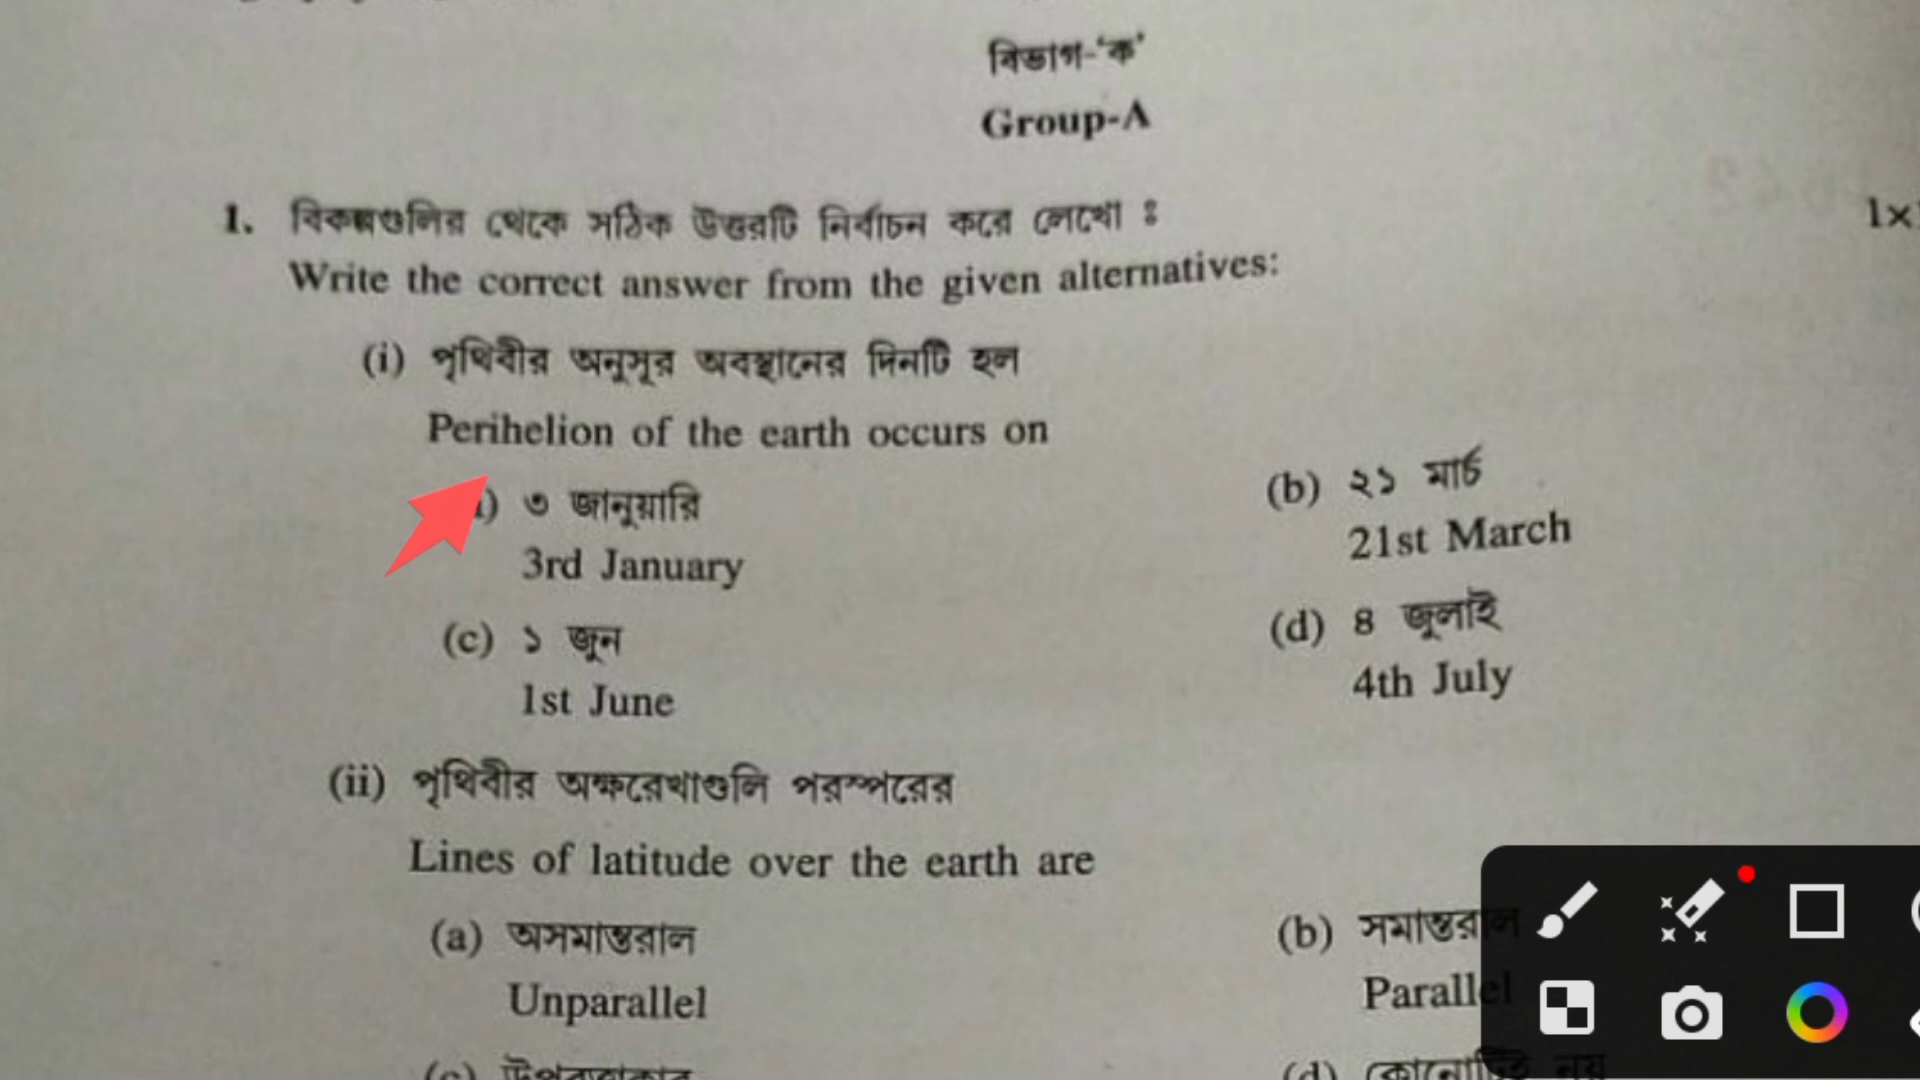 বিভাগ-‘ক’
Group-A
1. বিকল্পগুলির থেকে সঠিক উত্তরটি নির্বাচন করে লেখো ঃ
1×
Write the correct answer from the given alternatives:
(i) পৃথিবীর অনুসূর অবস্থানের দিনটি হল
Perihelion of the earth occurs on
) ৩ জানুয়ারি
(b) ২১ মার্চ
3rd January
21st March
(c) ১ জুন
(d) ৪ জুলাই
1st June
4th July
(ii) পৃথিবীর অক্ষরেখাগুলি পরস্পরের
Lines of latitude over the earth are
(a) অসমান্তরাল
(b) সমান্তরাল
Unparallel
Parallel
(c)
(d)